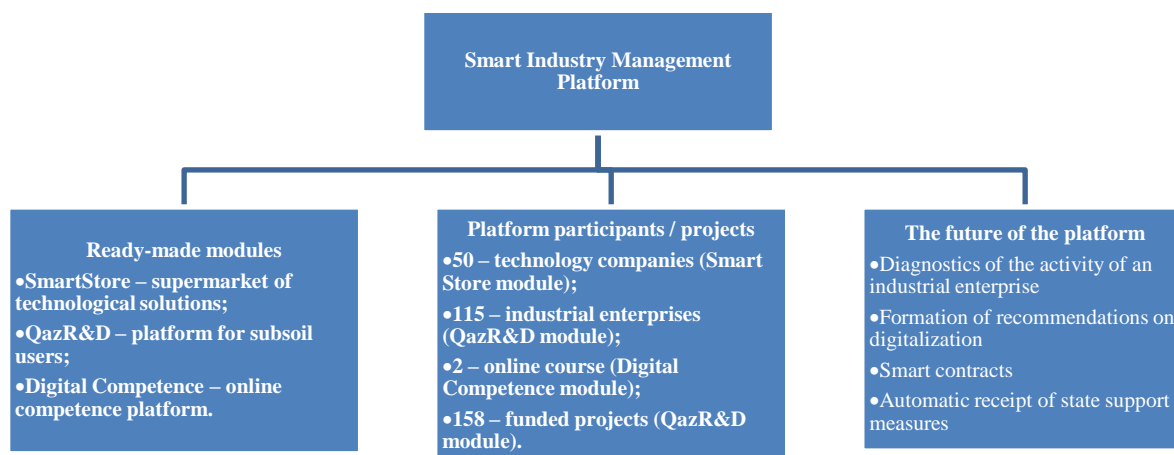 Smart Industry Management
Platform
Ready-made modules
•SmartStore – supermarket of
technological solutions;
•QazR&D – platform for subsoil
users;
•Digital Competence – online
competence platform.
Platform participants / projects
•50 – technology companies (Smart
Store module);
•115 – industrial enterprises
(QazR&D module);
•2 – online course (Digital
Competence module);
•158 – funded projects (QazR&D
module).
The future of the platform
•Diagnostics of the activity of an
industrial enterprise
•Formation of recommendations on
digitalization
•Smart contracts
•Automatic receipt of state support
measures